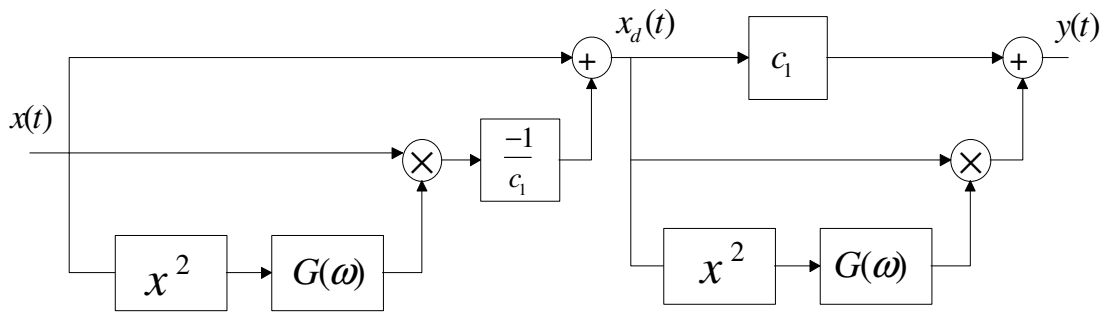 x_d(t)
y(t)
+
c_1
+
x(t)
×
-1/c_1
×
x^2
G(ω)
x^2
G(ω)